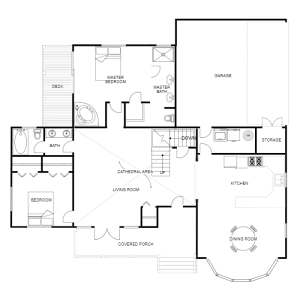 MASTER
BEDROOM
MASTER
BATH
GARAGE
DECK
BATH
DOWN
STORAGE
CATHEDRAL AREA
KITCHEN
LIVING ROOM
BEDROOM
DINING ROOM
COVERED PORCH